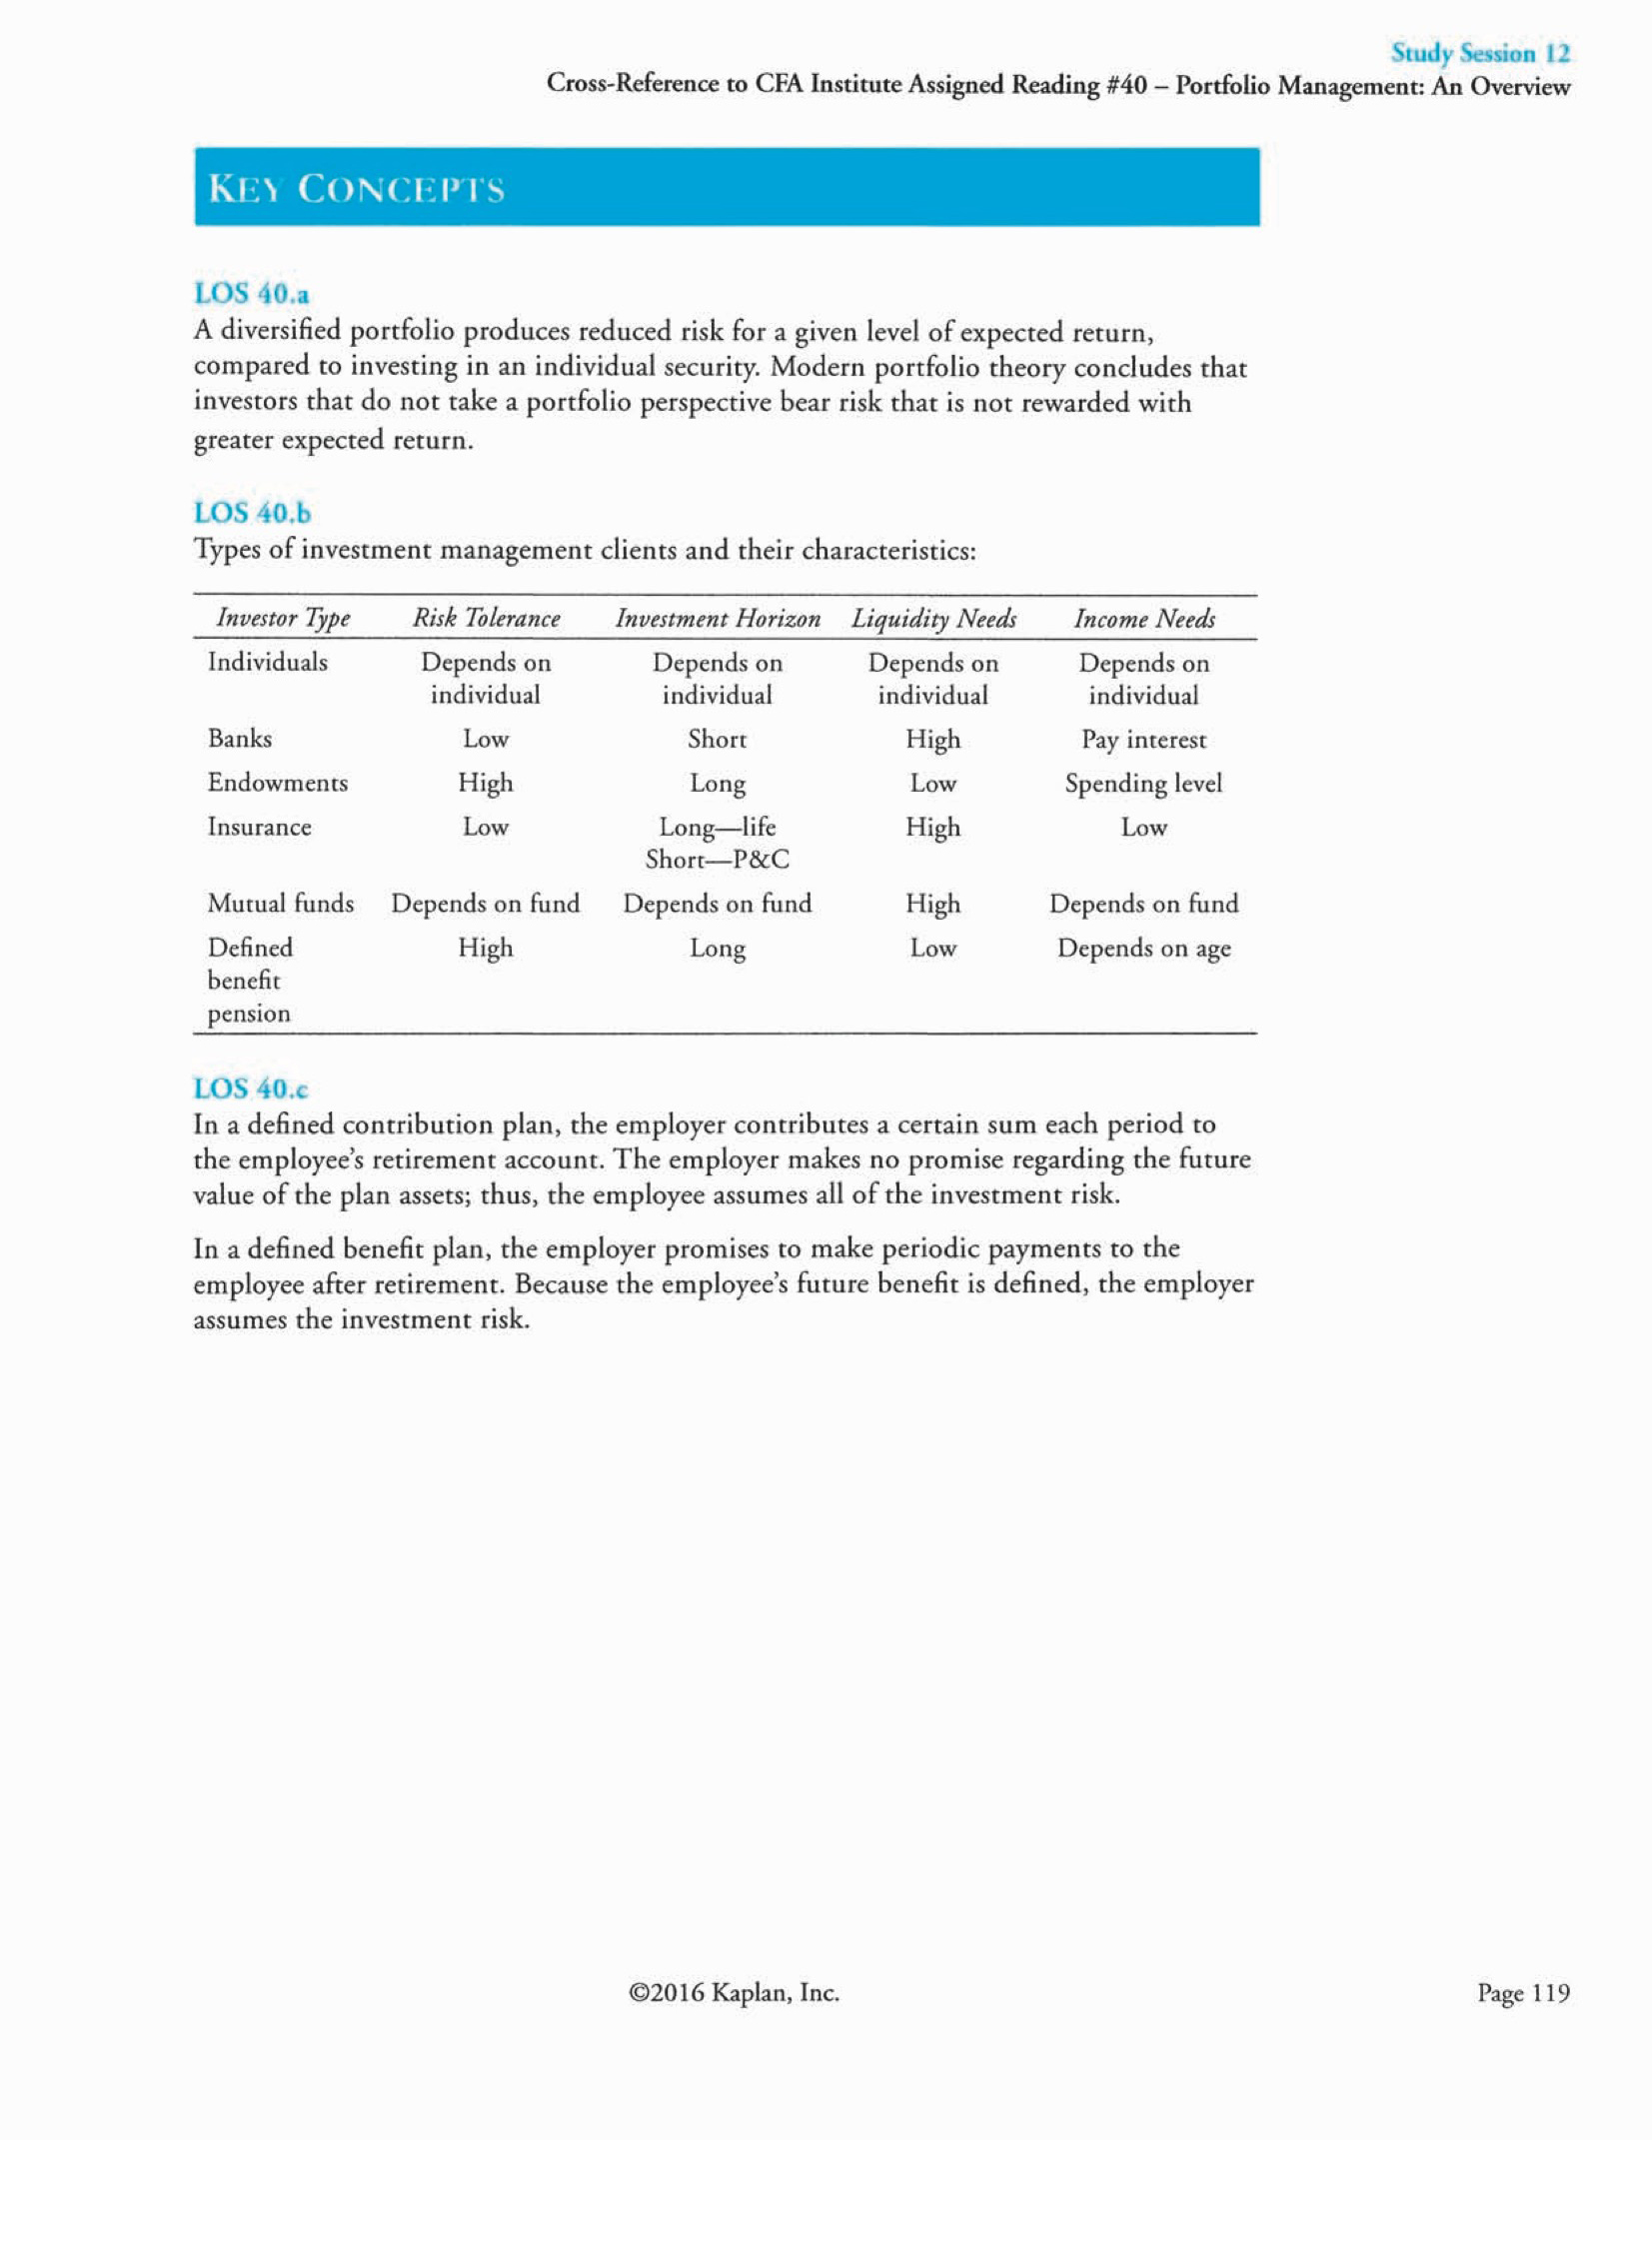 Study Session 12
Cross-Reference to CFA Institute Assigned Reading #40 – Portfolio Management: An Overview
KEY CONCEPTS
LOS 40.a
A diversified portfolio produces reduced risk for a given level of expected return,
compared to investing in an individual security. Modern portfolio theory concludes that
investors that do not take a portfolio perspective bear risk that is not rewarded with
greater expected return.
LOS 40.b
Types of investment management clients and their characteristics:
Investor Type Risk Tolerance Investment Horizon Liquidity Needs Income Needs
Individuals Depends on Depends on Depends on Depends on
individual individual individual individual
Banks Low Short High Pay interest
Endowments High Long Low Spending level
Insurance Low Long—life High Low
Short—P&C
Mutual funds Depends on fund Depends on fund High Depends on fund
Defined High Long Low Depends on age
benefit
pension
LOS 40.c
In a defined contribution plan, the employer contributes a certain sum each period to
the employee's retirement account. The employer makes no promise regarding the future
value of the plan assets; thus, the employee assumes all of the investment risk.
In a defined benefit plan, the employer promises to make periodic payments to the
employee after retirement. Because the employee's future benefit is defined, the employer
assumes the investment risk.
©2016 Kaplan, Inc.
Page 119